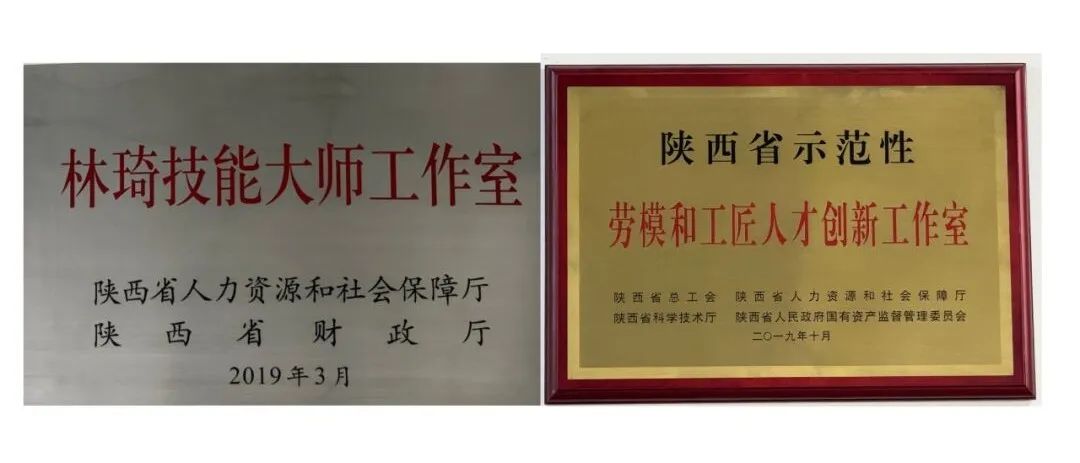 林琦技能大师工作室
陕西省人力资源和社会保障厅
陕西省财政厅
2019年3月
陕西省示范性
劳模和工匠人才创新工作室
陕西省总工会 陕西省人力资源和社会保障厅
陕西省科学技术厅 陕西省人民政府国有资产监督管理委员会
二〇一九年十月